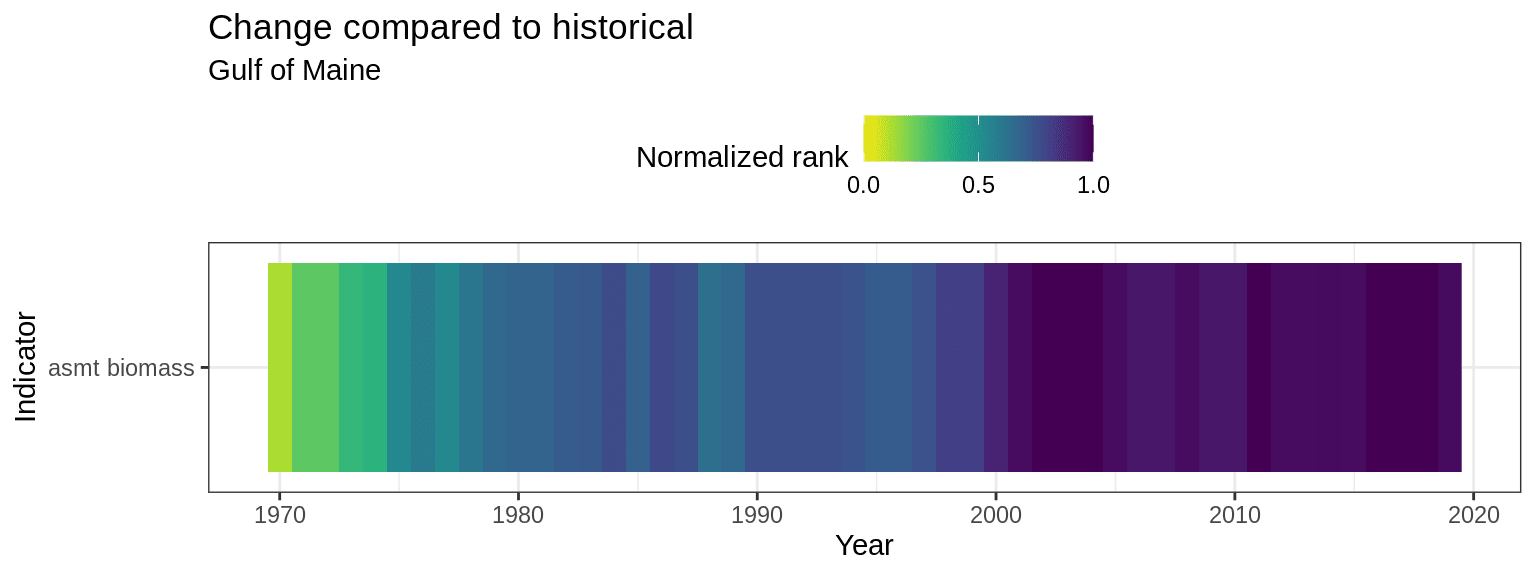 Change compared to historical
Gulf of Maine
Normalized rank
0.0 0.5 1.0
Indicator
asmt biomass
1970 1980 1990 2000 2010 2020
Year